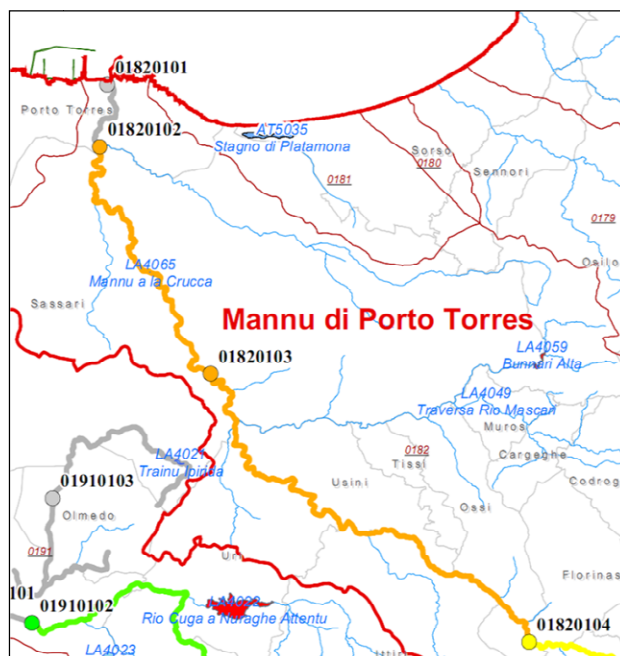 01820101
Porto Torres
01820102
AT5035
Stagno di Platamona
Sorso
0180
Sennori
0181
0179
Osilo
LA4065
Mannu a la Crucca
Sassari
Mannu di Porto Torres
01820103
LA4059
Bunnari Alta
LA4049
Traversa Rio Mascari
Muros
Cargeghe
0182
Tissi
LA4021
Usini
Codrog
01910103
Olmedo
Ossi
0191
Uri
Florinas
101
01910102
Rio Cuga a Nuraghe Attentu
01820104
LA4023